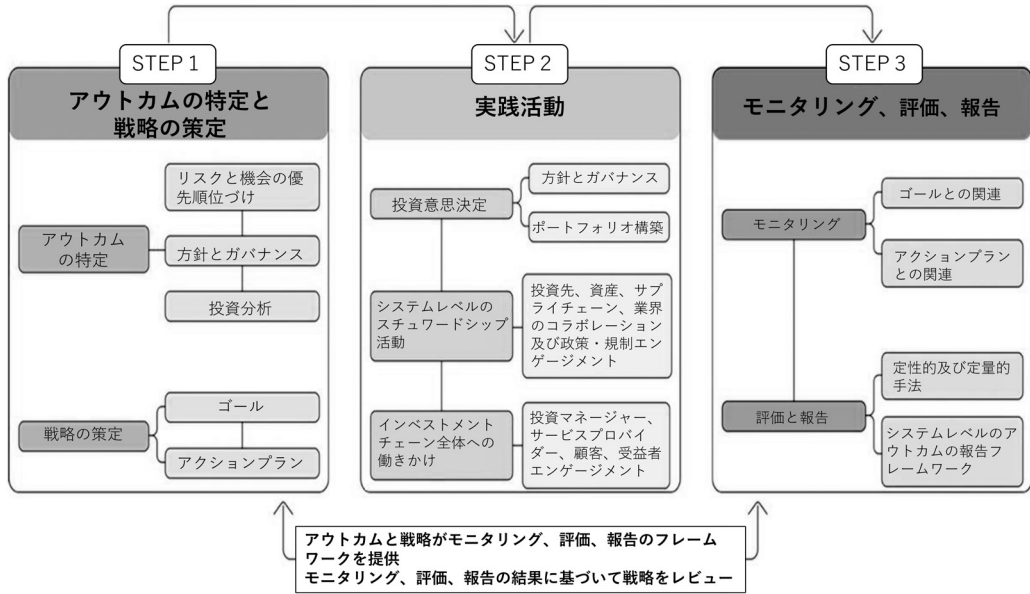 STEP 1
アウトカムの特定と
戦略の策定
リスクと機会の優
先順位づけ
アウトカム
の特定
方針とガバナンス
投資分析
ゴール
戦略の策定
アクションプラン
STEP 2
実践活動
方針とガバナンス
投資意思決定
ポートフォリオ構築
システムレベルの
スチュワードシップ
活動
投資先、資産、サプ
ライチェーン、業界
のコラボレーション
及び政策・規制エン
ゲージメント
インベストメント
チェーン全体への
働きかけ
投資マネージャー、
サービスプロバイ
ダー、顧客、受益者
エンゲージメント
STEP 3
モニタリング、評価、報告
ゴールとの関連
モニタリング
アクションプラン
との関連
定性的及び定量的
手法
評価と報告
システムレベルのア
ウトカムの報告フ
レームワーク
アウトカムと戦略がモニタリング、評価、報告のフレーム
ワークを提供
モニタリング、評価、報告の結果に基づいて戦略をレビュー